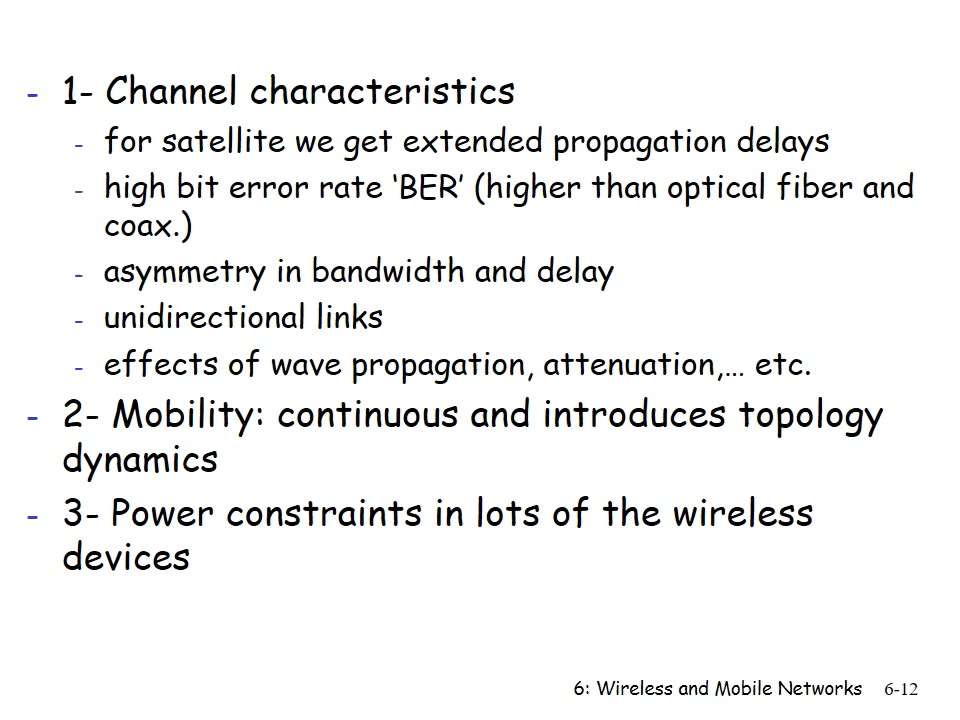 - 1- Channel characteristics
- for satellite we get extended propagation delays
- high bit error rate ‘BER’ (higher than optical fiber and
coax.)
- asymmetry in bandwidth and delay
- unidirectional links
- effects of wave propagation, attenuation,… etc.
- 2- Mobility: continuous and introduces topology
dynamics
- 3- Power constraints in lots of the wireless
devices
6: Wireless and Mobile Networks 6-12